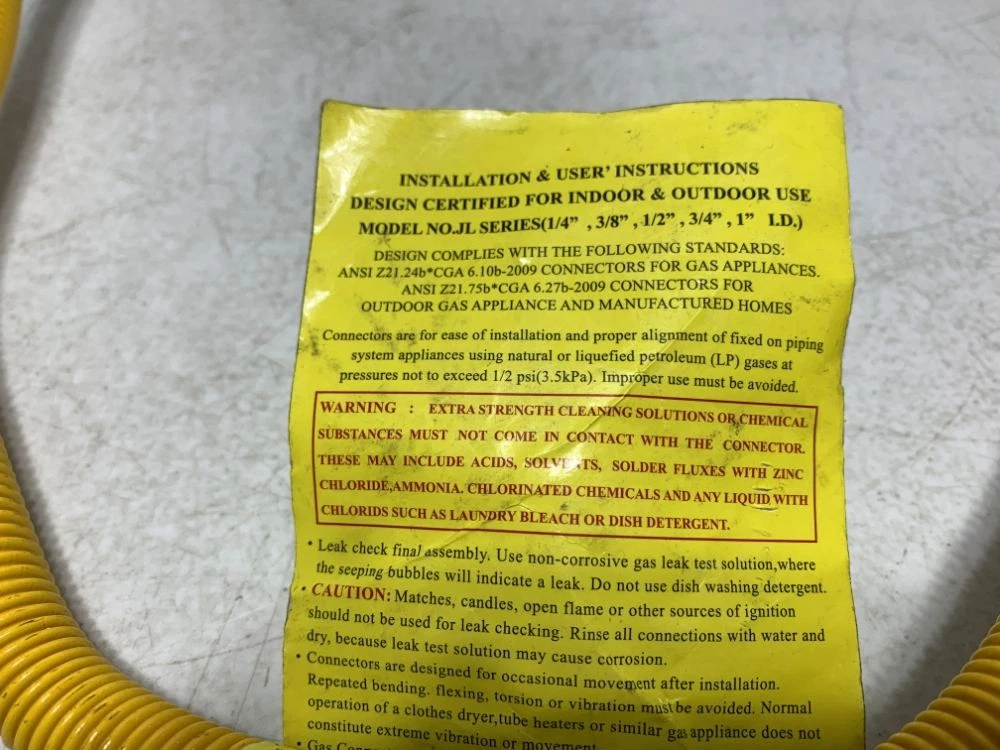 INSTALLATION & USER' INSTRUCTIONS
DESIGN CERTIFIED FOR INDOOR & OUTDOOR USE
MODEL NO.JL SERIES(1/4" , 3/8" , 1/2" , 3/4" , 1" I.D.)
DESIGN COMPLIES WITH THE FOLLOWING STANDARDS:
ANSI Z21.24b*CGA 6.10b-2009 CONNECTORS FOR GAS APPLIANCES.
ANSI Z21.75b*CGA 6.27b-2009 CONNECTORS FOR
OUTDOOR GAS APPLIANCE AND MANUFACTURED HOMES
Connectors are for ease of installation and proper alignment of fixed on piping
system appliances using natural or liquefied petroleum (LP) gases at
pressures not to exceed 1/2 psi(3.5kPa). Improper use must be avoided.
WARNING : EXTRA STRENGTH CLEANING SOLUTIONS OR CHEMICAL
SUBSTANCES MUST NOT COME IN CONTACT WITH THE CONNECTOR.
THESE MAY INCLUDE ACIDS, SOLVENTS, SOLDER FLUXES WITH ZINC
CHLORIDE,AMMONIA. CHLORINATED CHEMICALS AND ANY LIQUID WITH
CHLORIDS SUCH AS LAUNDRY BLEACH OR DISH DETERGENT.
• Leak check final assembly. Use non-corrosive gas leak test solution,where
the seeping bubbles will indicate a leak. Do not use dish washing detergent.
• CAUTION: Matches, candles, open flame or other sources of ignition
should not be used for leak checking. Rinse all connections with water and
dry, because leak test solution may cause corrosion.
• Connectors are designed for occasional movement after installation.
Repeated bending. flexing, torsion or vibration must be avoided. Normal
operation of a clothes dryer,tube heaters or similar gas appliance does not
constitute extreme vibration or movement.
• Gas